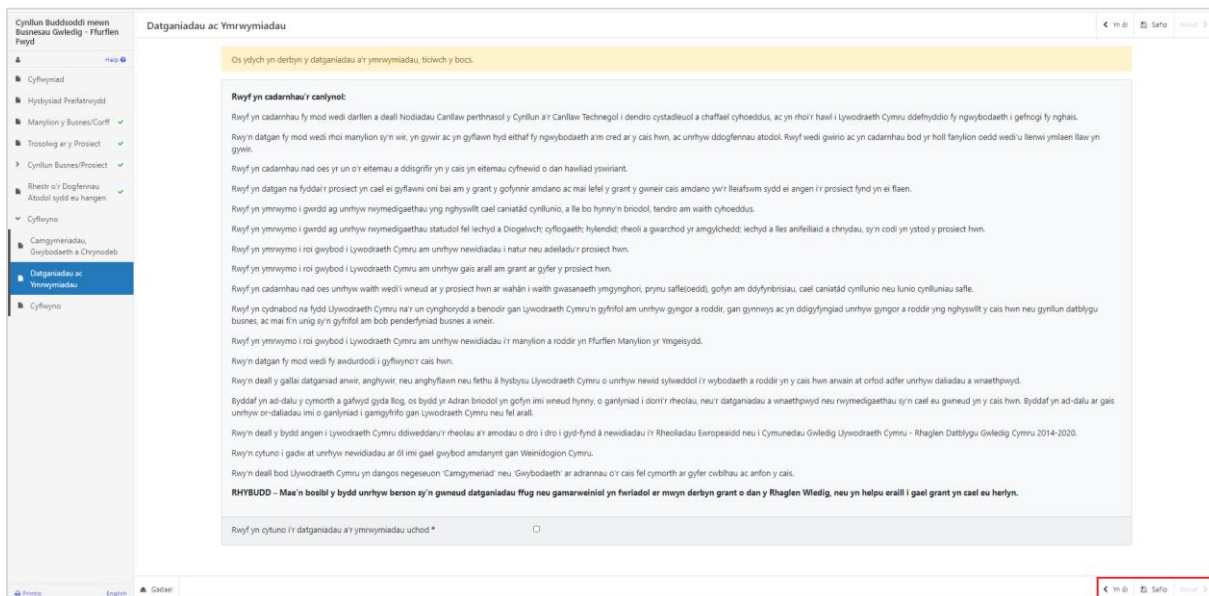 Cynllun Buddsoddi mewn
Busnesau Gwledig - Ffurflen
Fwyd
Help
Cyflwyniad
Hysbysiad Preifatrwydd
Manylion y Busnes/Corff
Trosolwg ar y Prosiect
Cynllun Busnes/Prosiect
Rhestr o'r Dogfennau
Atodol sydd eu hangen
Cyflwyno
Camgymeriadau,
Gwybodaeth a Chrynodeb
Datganiadau ac
Ymrwymiadau
Cyflwyno
Printio English
Datganiadau ac Ymrwymiadau
Yn ôl Safio Nesaf
Os ydych yn derbyn y datganiadau a'r ymrwymiadau, ticiwch y bocs.
Rwyf yn cadarnhau'r canlynol:
Rwyf yn cadarnhau fy mod wedi darllen a deall Nodiadau Canllaw perthnasol y Cynllun a'r Canllaw Technegol i dendro cystadleuol a chaffael cyhoeddus, ac yn rhoi'r hawl i Lywodraeth Cymru ddefnyddio fy ngwybodaeth i gefnogi fy nghais.
Rwy'n datgan fy mod wedi rhoi manylion sy'n wir, yn gywir ac yn gyflawn hyd eithaf fy ngwybodaeth a'm cred ar y cais hwn, ac unrhyw ddogfennau atodol. Rwyf wedi gwirio ac yn cadarnhau bod yr holl fanylion oedd wedi'u llenwi ymlaen llaw yn
gywir.
Rwyf yn cadarnhau nad oes yr un o'r eitemau a ddisgrifir yn y cais yn eitemau cyfnewid o dan hawliad yswiriant.
Rwyf yn datgan na fyddai'r prosiect yn cael ei gyflawni oni bai am y grant y gofynnir amdano ac mai lefel y grant y gwneir cais amdano yw'r lleiafswm sydd ei angen i'r prosiect fynd yn ei flaen.
Rwyf yn ymrwymo i gwrdd ag unrhyw rwymedigaethau yng nghyswllt cael caniatâd cynllunio, a lle bo hynny'n briodol, tendro am waith cyhoeddus.
Rwyf yn ymrwymo i gwrdd ag unrhyw rwymedigaethau statudol fel Iechyd a Diogelwch; cyflogaeth; hylendid; rheoli a gwarchod yr amgylchedd; iechyd a lles anifeiliaid a chnydau, sy'n codi yn ystod y prosiect hwn.
Rwyf yn ymrwymo i roi gwybod i Lywodraeth Cymru am unrhyw newidiadau i natur neu adeiladu'r prosiect hwn.
Rwyf yn ymrwymo i roi gwybod i Lywodraeth Cymru am unrhyw gais arall am grant ar gyfer y prosiect hwn.
Rwyf yn cadarnhau nad oes unrhyw waith wedi'i wneud ar y prosiect hwn ar wahân i waith gwasanaeth ymgynghori, prynu safle(oedd), gofyn am ddyfynbrisiau, cael caniatâd cynllunio neu lunio cynlluniau safle.
Rwyf yn cydnabod na fydd Llywodraeth Cymru na'r un cynghorydd a benodir gan Lywodraeth Cymru'n gyfrifol am unrhyw gyngor a roddir, gan gynnwys ac yn ddigyfyngiad unrhyw gyngor a roddir yng nghyswllt y cais hwn neu gynllun datblygu
busnes, ac mai fi'n unig sy'n gyfrifol am bob penderfyniad busnes a wneir.
Rwyf yn ymrwymo i roi gwybod i Lywodraeth Cymru am unrhyw newidiadau i'r manylion a roddir yn Ffurflen Manylion yr Ymgeisydd.
Rwy'n datgan fy mod wedi fy awdurdodi i gyflwyno'r cais hwn.
Rwy'n deall y gallai datganiad anwir, anghywir, neu anghyflawn neu fethu â hysbysu Llywodraeth Cymru o unrhyw newid sylweddol i'r wybodaeth a roddir yn y cais hwn arwain at orfod adfer unrhyw daliadau a wnaethpwyd.
Byddaf yn ad-dalu y cymorth a gafwyd gyda llog, os bydd yr Adran briodol yn gofyn imi wneud hynny, o ganlyniad i dorri'r rheolau, neu'r datganiadau a wnaethpwyd neu rwymedigaethau sy'n cael eu gwneud yn y cais hwn. Byddaf yn ad-dalu ar gais
unrhyw or-daliadau imi o ganlyniad i gamgyfrifo gan Lywodraeth Cymru neu fel arall.
Rwy'n deall y bydd angen i Lywodraeth Cymru ddiweddaru'r rheolau a'r amodau o dro i dro i gyd-fynd â newidiadau i'r Rheoliadau Ewropeaidd neu i Cymunedau Gwledig Llywodraeth Cymru - Rhaglen Datblygu Gwledig Cymru 2014-2020.
Rwy'n cytuno i gadw at unrhyw newidiadau ar ôl imi gael gwybod amdanynt gan Weinidogion Cymru.
Rwy'n deall bod Llywodraeth Cymru yn dangos negeseuon 'Camgymeriad' neu 'Gwybodaeth' ar adrannau o'r cais fel cymorth ar gyfer cwblhau ac anfon y cais.
RHYBUDD – Mae'n bosibl y bydd unrhyw berson sy'n gwneud datganiadau ffug neu gamarweiniol yn fwriadol er mwyn derbyn grant o dan y Rhaglen Wledig, neu yn helpu eraill i gael grant yn cael eu herlyn.
Rwyf yn cytuno i'r datganiadau a'r ymrwymiadau uchod *
Gadael
Yn ôl Safio Nesaf